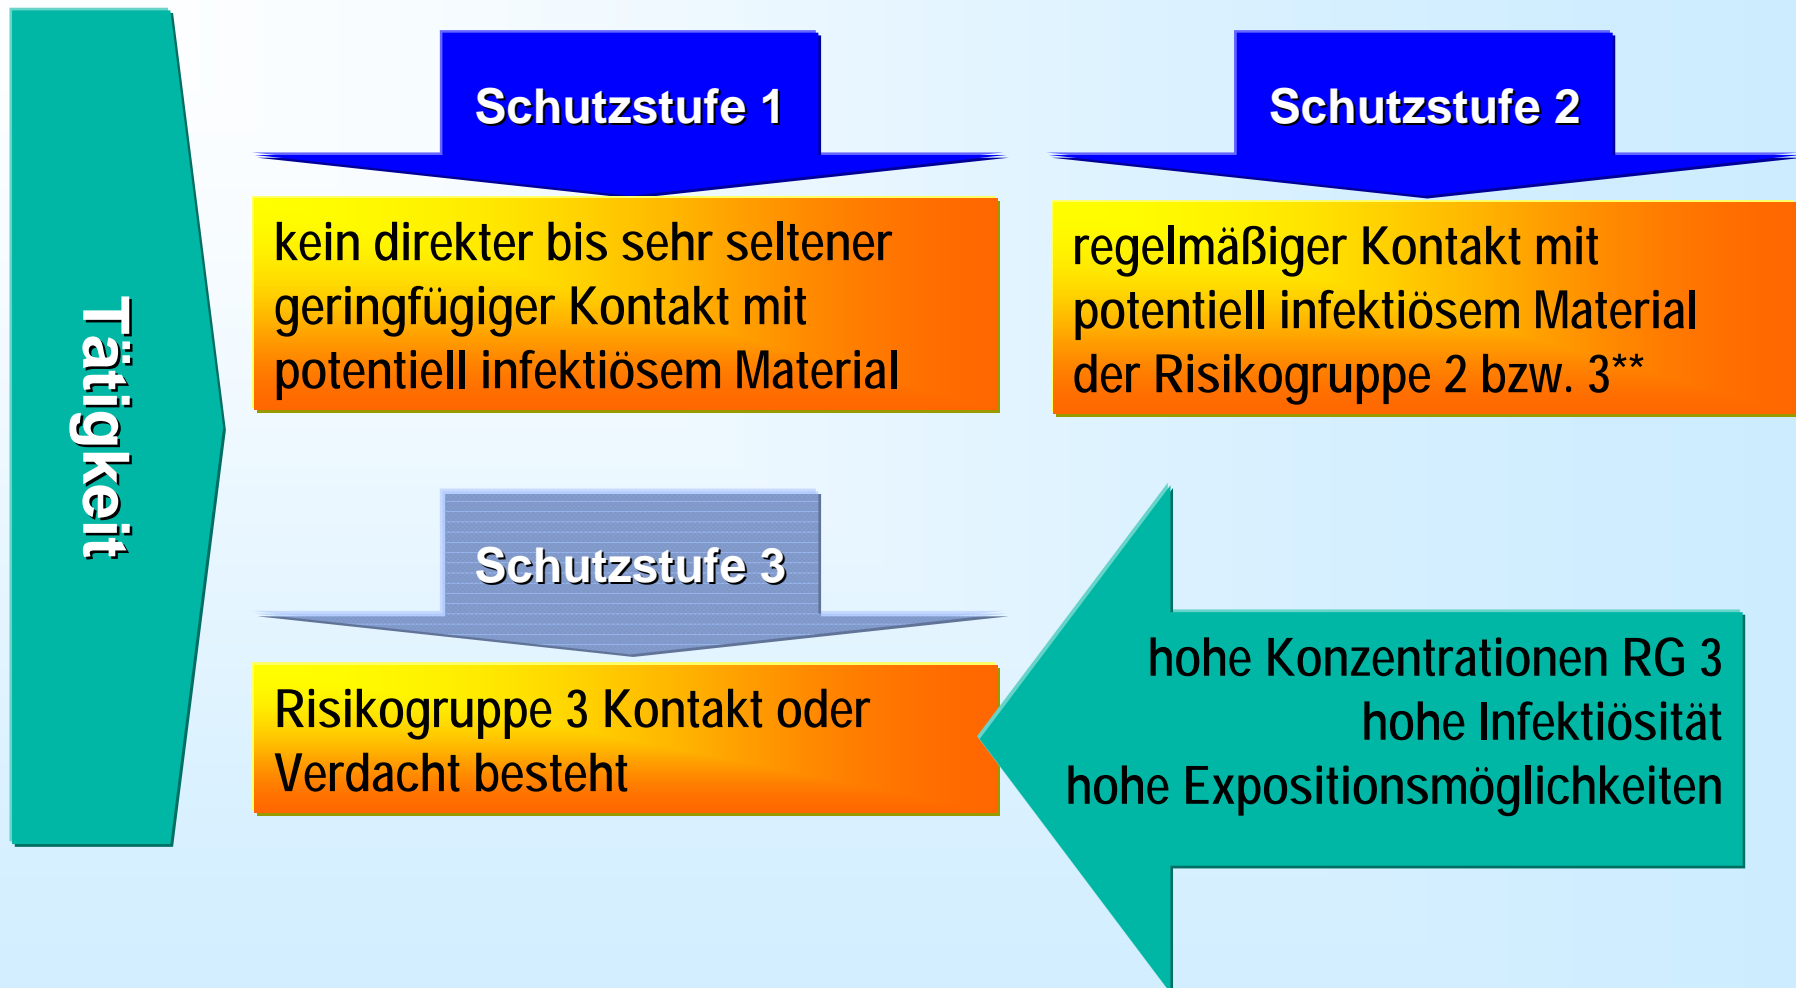 Tätigkeit
Schutzstufe 1
kein direkter bis sehr seltener
geringfügiger Kontakt mit
potentiell infektiösem Material
Schutzstufe 2
regelmäßiger Kontakt mit
potentiell infektiösem Material
der Risikogruppe 2 bzw. 3**
Schutzstufe 3
Risikogruppe 3 Kontakt oder
Verdacht besteht
hohe Konzentrationen RG 3
hohe Infektiösität
hohe Expositionsmöglichkeiten